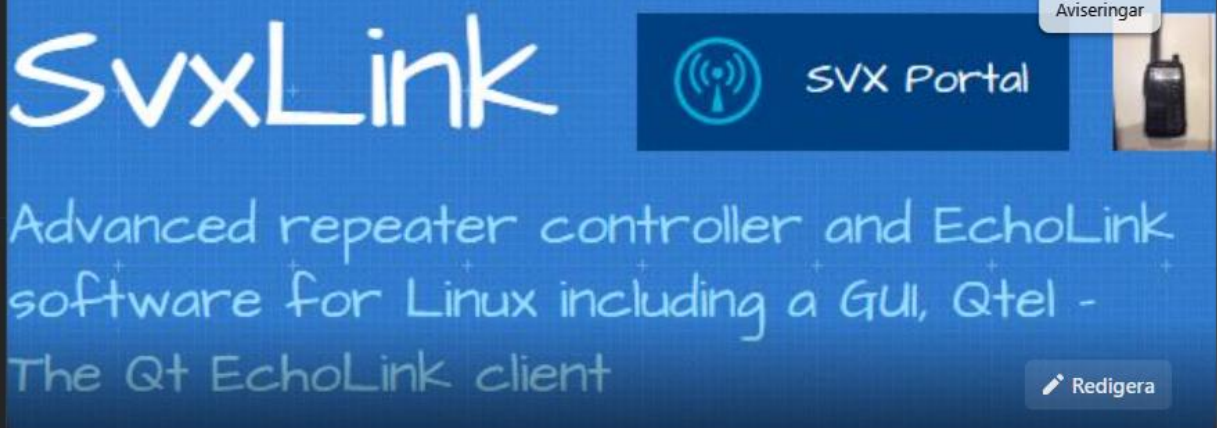 Aviseringar
SvxLink
SVX Portal
Advanced repeater controller and EchoLink
software for Linux including a GUI, Qtel -
The Qt EchoLink client
Redigera